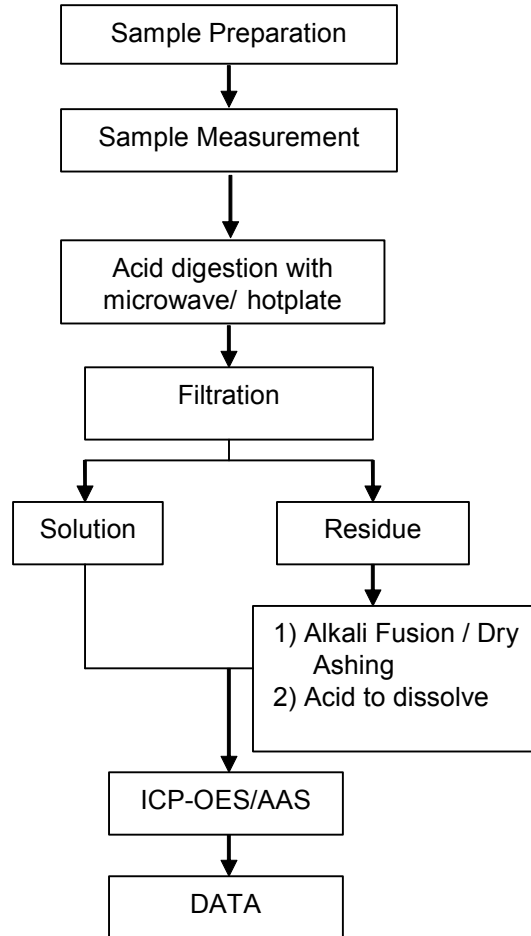 Sample Preparation
Sample Measurement
Acid digestion with
microwave/ hotplate
Filtration
Solution
Residue
1) Alkali Fusion / Dry
Ashing
2) Acid to dissolve
ICP-OES/AAS
DATA